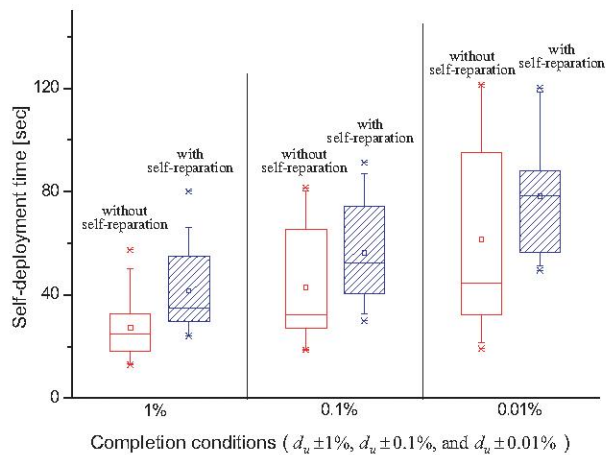 without
self-reparation
with
self-reparation
without
self-reparation
with
self-reparation
without
self-reparation
with
self-reparation
Self-deployment time [sec]
120
80
40
0
1%
0.1%
0.01%
Completion conditions ( d_u ±1%, d_u ±0.1%, and d_u ±0.01% )